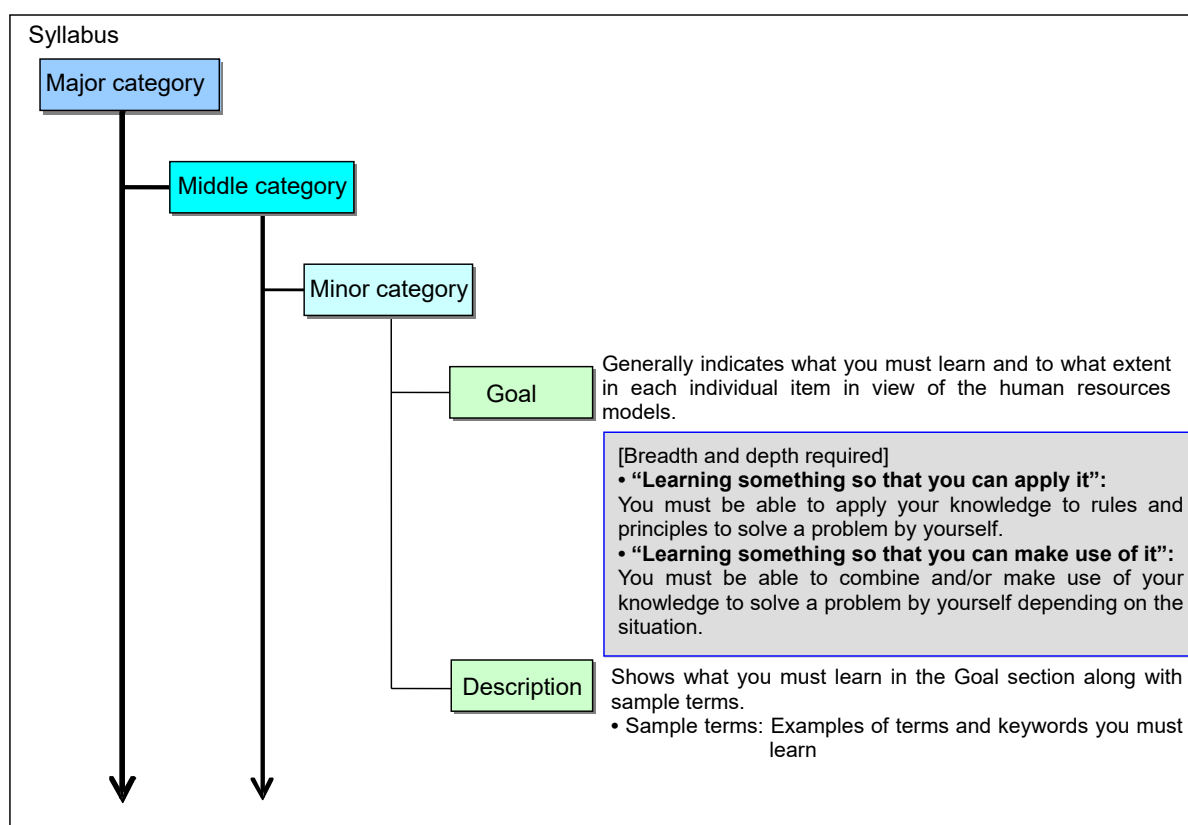 Syllabus
Major category
Middle category
Minor category
Goal
Generally indicates what you must learn and to what extent
in each individual item in view of the human resources
models.
[Breadth and depth required]
• “Learning something so that you can apply it”:
You must be able to apply your knowledge to rules and
principles to solve a problem by yourself.
• “Learning something so that you can make use of it”:
You must be able to combine and/or make use of your
knowledge to solve a problem by yourself depending on the
situation.
Description
Shows what you must learn in the Goal section along with
sample terms.
• Sample terms: Examples of terms and keywords you must
learn